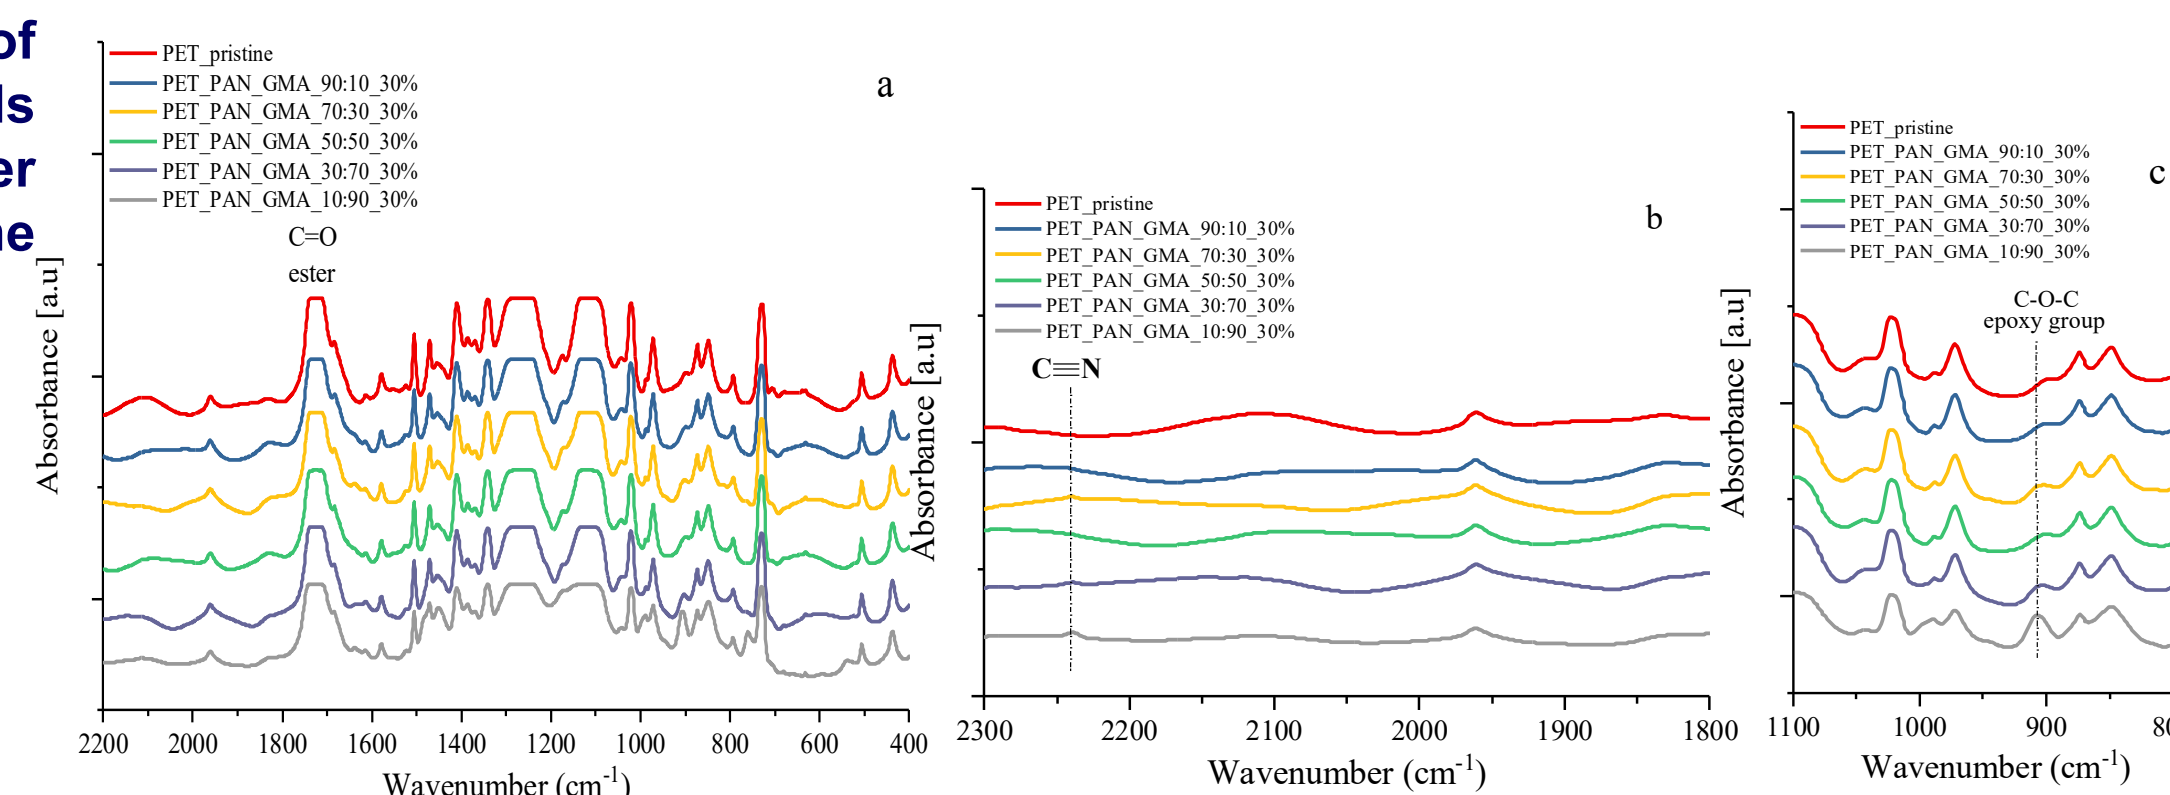 of
ls
er
ne
PET_pristine
PET_PAN_GMA_90:10_30%
PET_PAN_GMA_70:30_30%
PET_PAN_GMA_50:50_30%
PET_PAN_GMA_30:70_30%
PET_PAN_GMA_10:90_30%
a
C=O
ester
Absorbance [a.u]
2200 2000 1800 1600 1400 1200 1000 800 600 400
Wavenumber (cm-1)
PET_pristine
PET_PAN_GMA_90:10_30%
PET_PAN_GMA_70:30_30%
PET_PAN_GMA_50:50_30%
PET_PAN_GMA_30:70_30%
PET_PAN_GMA_10:90_30%
b
C≡N
Absorbance [a.u]
2300 2200 2100 2000 1900 1800
Wavenumber (cm-1)
PET_pristine
PET_PAN_GMA_90:10_30%
PET_PAN_GMA_70:30_30%
PET_PAN_GMA_50:50_30%
PET_PAN_GMA_30:70_30%
PET_PAN_GMA_10:90_30%
c
C-O-C
epoxy group
Absorbance [a.u]
1100 1000 900 80
Wavenumber (cm-1)